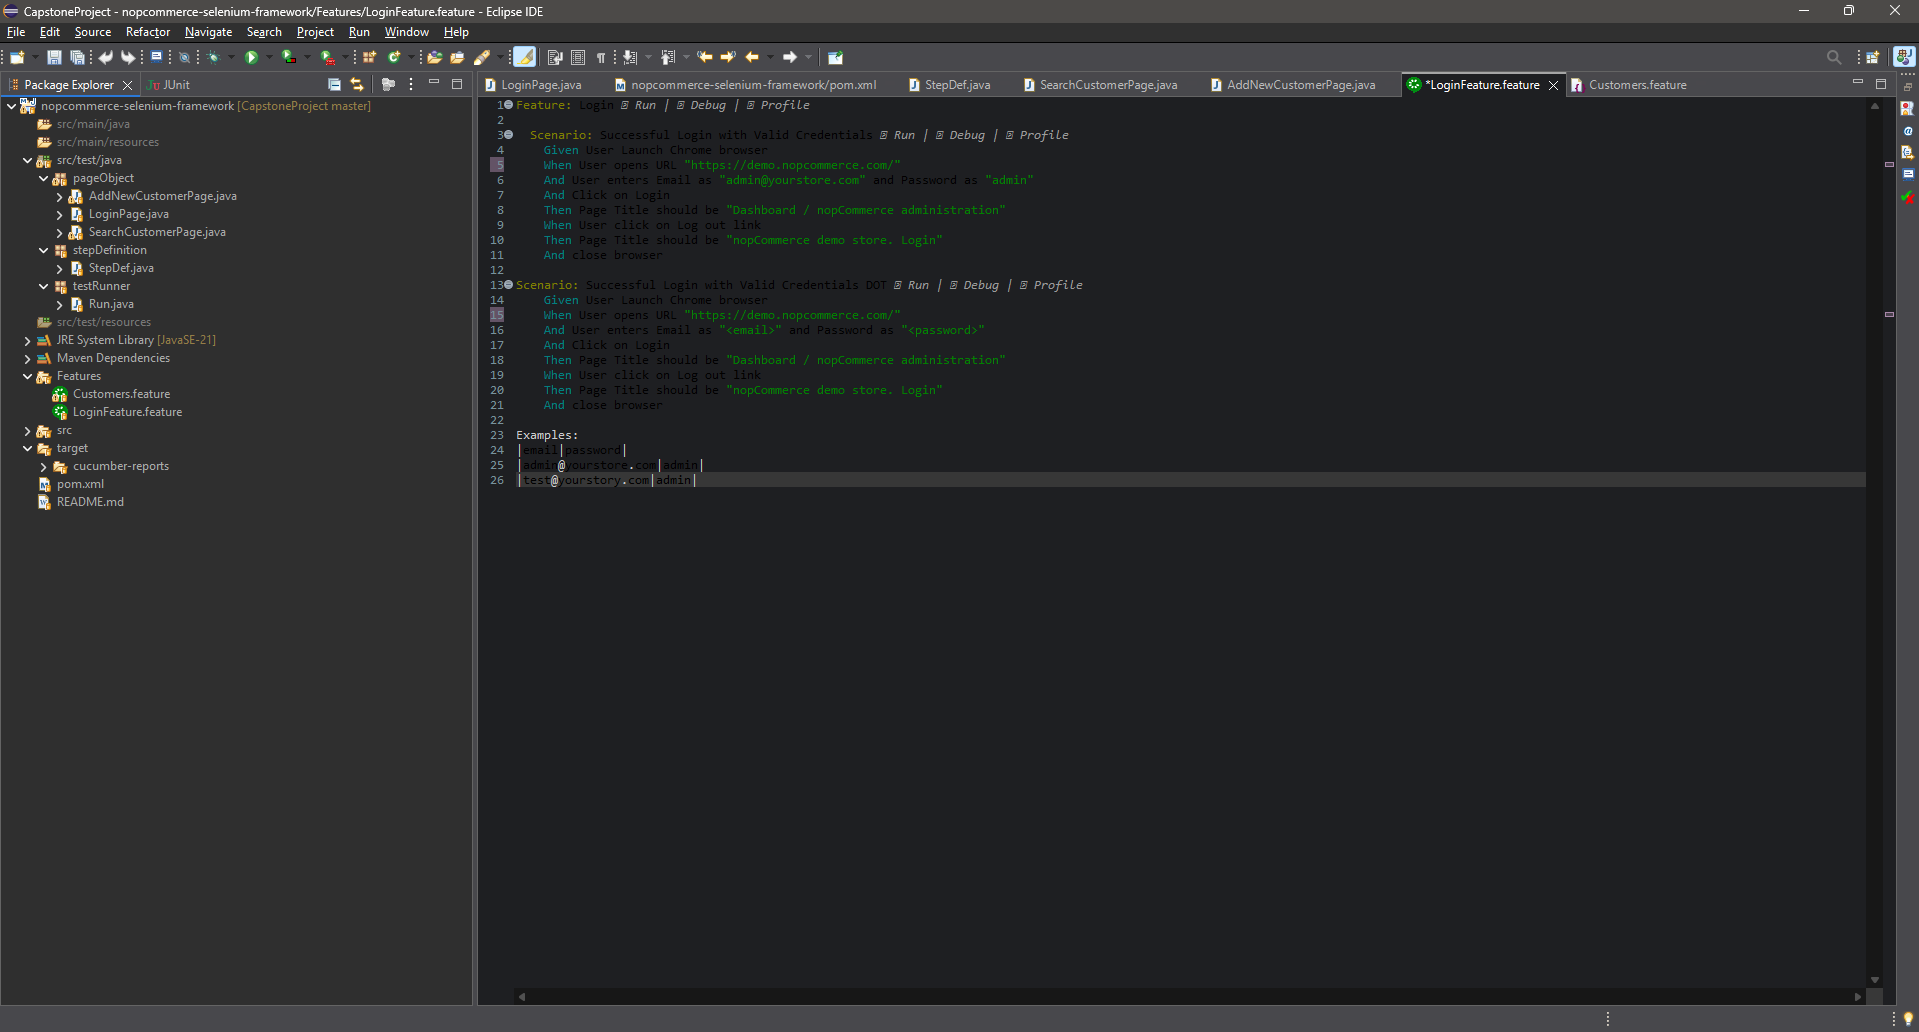 CapstoneProject - nopcommerce-selenium-framework/Features/LoginFeature.feature - Eclipse IDE
File Edit Source Refactor Navigate Search Project Run Window Help
Package Explorer
JUnit
nopcommerce-selenium-framework [CapstoneProject master]
src/main/java
src/main/resources
src/test/java
pageObject
AddNewCustomerPage.java
LoginPage.java
SearchCustomerPage.java
stepDefinition
StepDef.java
testRunner
Run.java
src/test/resources
JRE System Library [JavaSE-21]
Maven Dependencies
Features
Customers.feature
LoginFeature.feature
src
target
cucumber-reports
pom.xml
README.md
LoginPage.java
nopcommerce-selenium-framework/pom.xml
StepDef.java
SearchCustomerPage.java
AddNewCustomerPage.java
*LoginFeature.feature
Customers.feature
1 Feature: Login Run | Debug | Profile
2
3 Scenario: Successful Login with Valid Credentials Run | Debug | Profile
4 Given User Launch Chrome browser
5 When User opens URL "https://demo.nopcommerce.com/"
6 And User enters Email as "admin@yourstore.com" and Password as "admin"
7 And Click on Login
8 Then Page Title should be "Dashboard / nopCommerce administration"
9 When User click on Log out link
10 Then Page Title should be "nopCommerce demo store. Login"
11 And close browser
12
13 Scenario: Successful Login with Valid Credentials DOT Run | Debug | Profile
14 Given User Launch Chrome browser
15 When User opens URL "https://demo.nopcommerce.com/"
16 And User enters Email as "<email>" and Password as "<password>"
17 And Click on Login
18 Then Page Title should be "Dashboard / nopCommerce administration"
19 When User click on Log out link
20 Then Page Title should be "nopCommerce demo store. Login"
21 And close browser
22
23 Examples:
24 |email|password|
25 |admin@yourstore.com|admin|
26 |test@yourstory.com|admin|